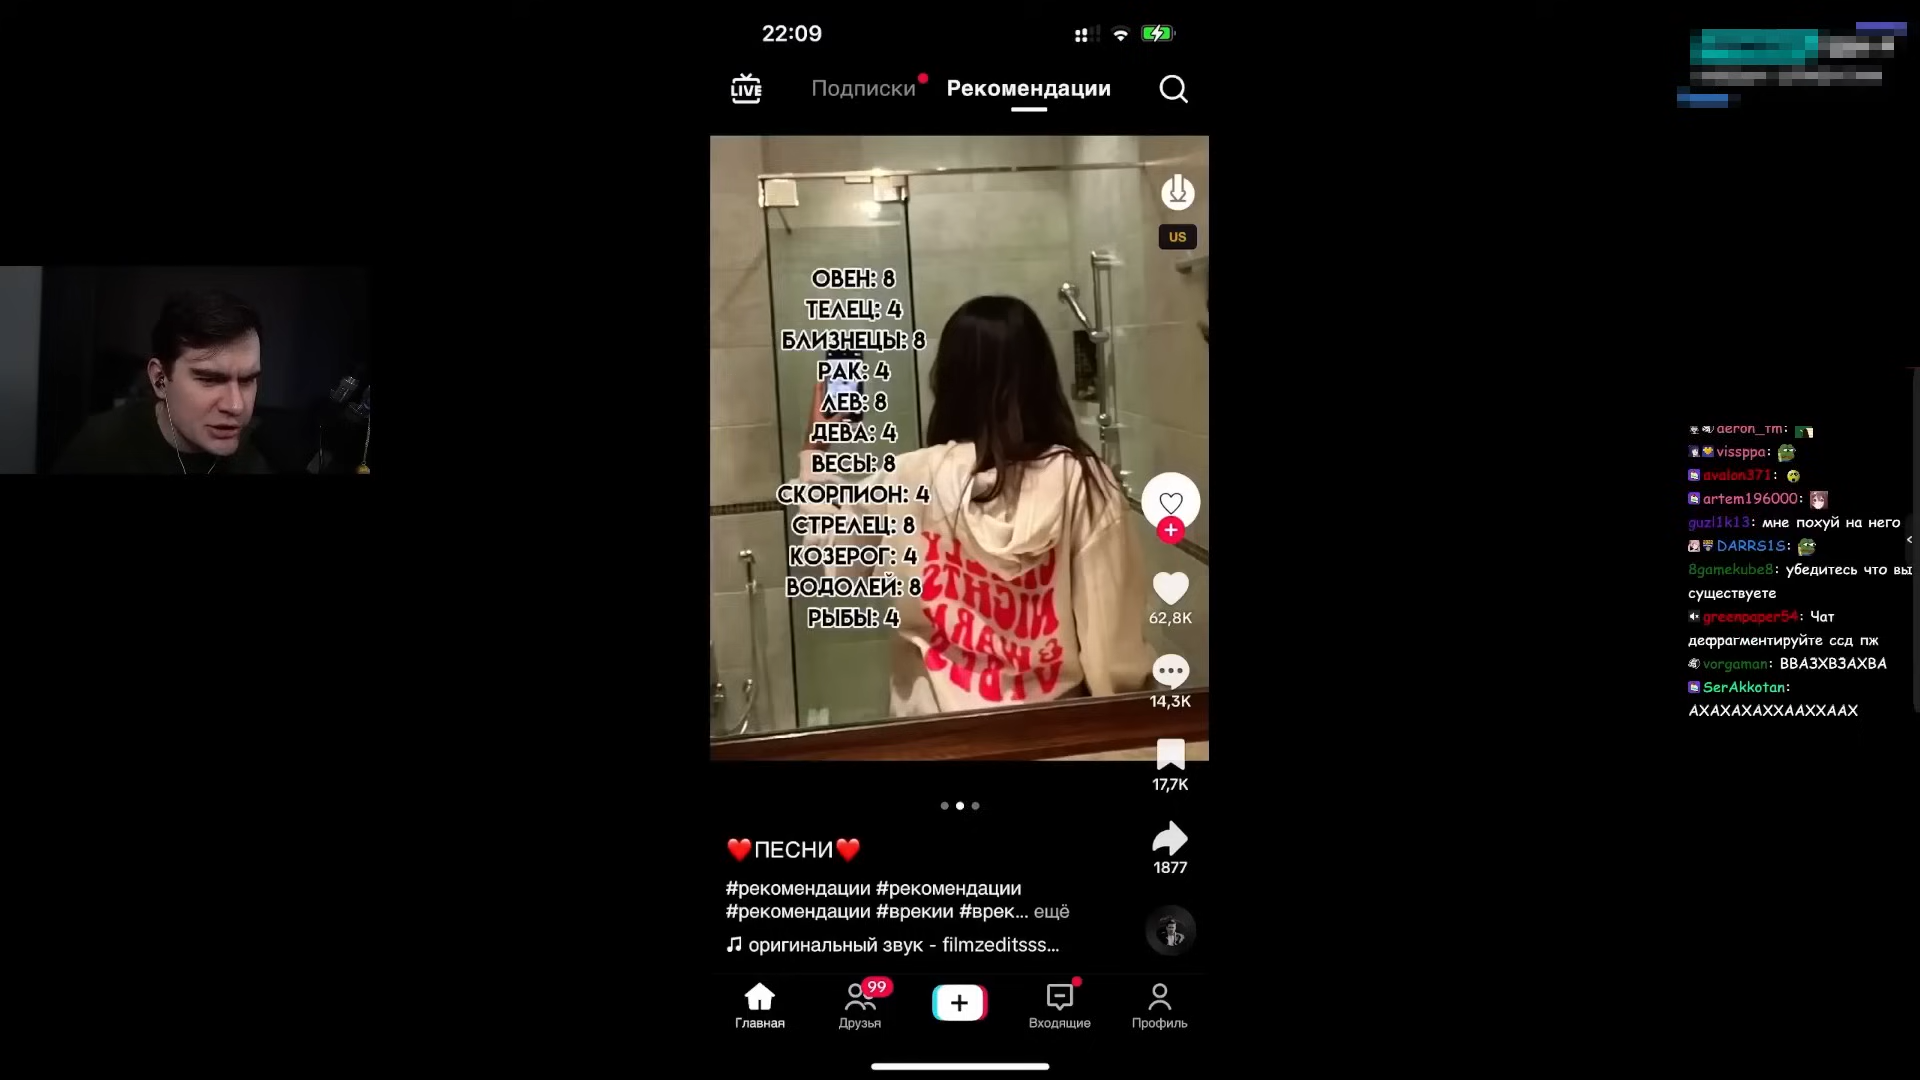 22:09
LIVE
Подписки
Рекомендации
US
ОВЕН: 8
ТЕЛЕЦ: 4
БЛИЗНЕЦЫ: 8
РАК: 4
ЛЕВ: 8
ДЕВА: 4
ВЕСЫ: 8
СКОРПИОН: 4
СТРЕЛЕЦ: 8
КОЗЕРОГ: 4
ВОДОЛЕЙ: 8
РЫБЫ: 4
62,8K
14,3K
17,7K
1877
❤️ПЕСНИ❤️
#рекомендации #рекомендации
#рекомендации #врекии #врек... ещё
оригинальный звук - filmzeditsss...
99
Главная
Друзья
Входящие
Профиль
aeron_tm:
vissppa:
avalon371:
artem196000:
guzl1k13: мне похуй на него
DARRS1S:
8gamekube8: убедитесь что вы
существуете
greenpaper54: Чат
дефрагментируйте ссд пж
vorgaman: ВВАЗХВЗАХВА
SerAkkotan:
АХАХАХАХХААХХААХ